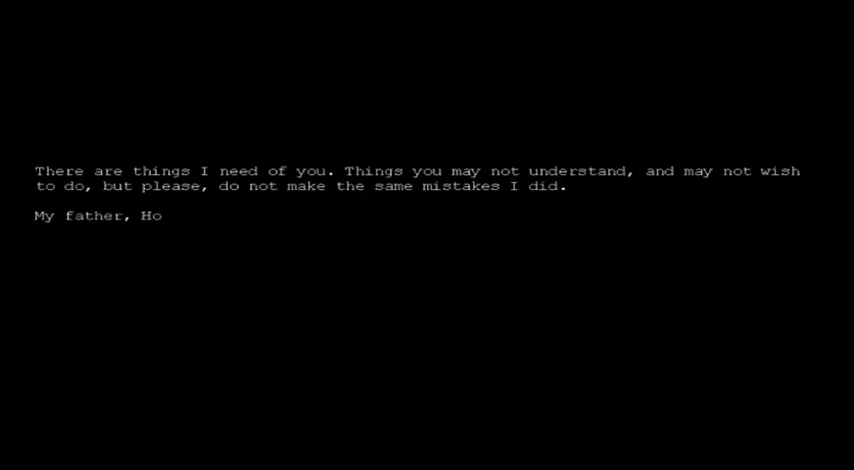 There are things I need of you. Things you may not understand, and may not wish
to do, but please, do not make the same mistakes I did.
My father, Ho